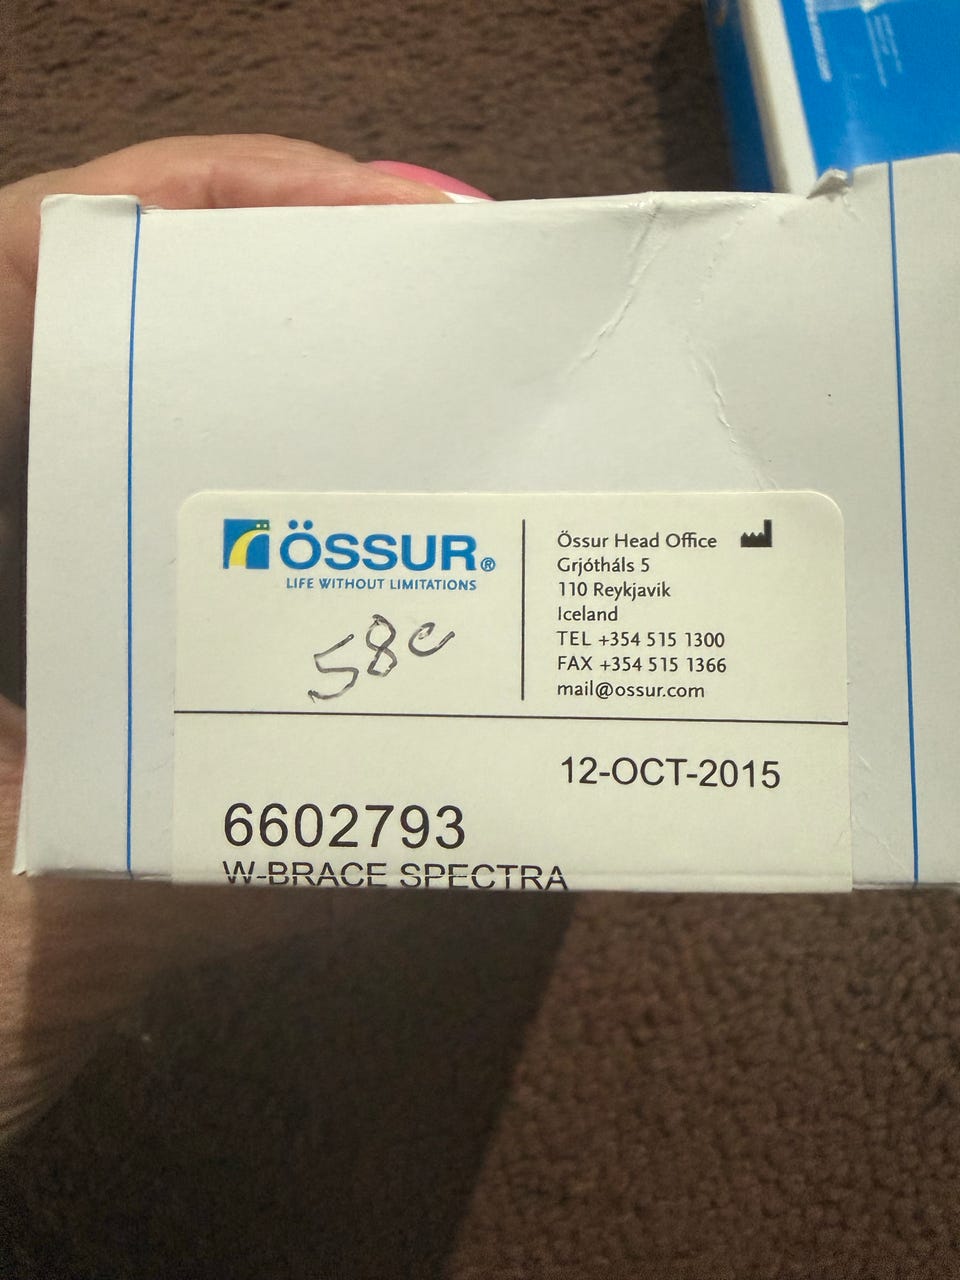 ÖSSUR®
LIFE WITHOUT LIMITATIONS
58c
Össur Head Office
Grjótháls 5
110 Reykjavik
Iceland
TEL +354 515 1300
FAX +354 515 1366
mail@ossur.com
12-OCT-2015
6602793
W-BRACE SPECTRA